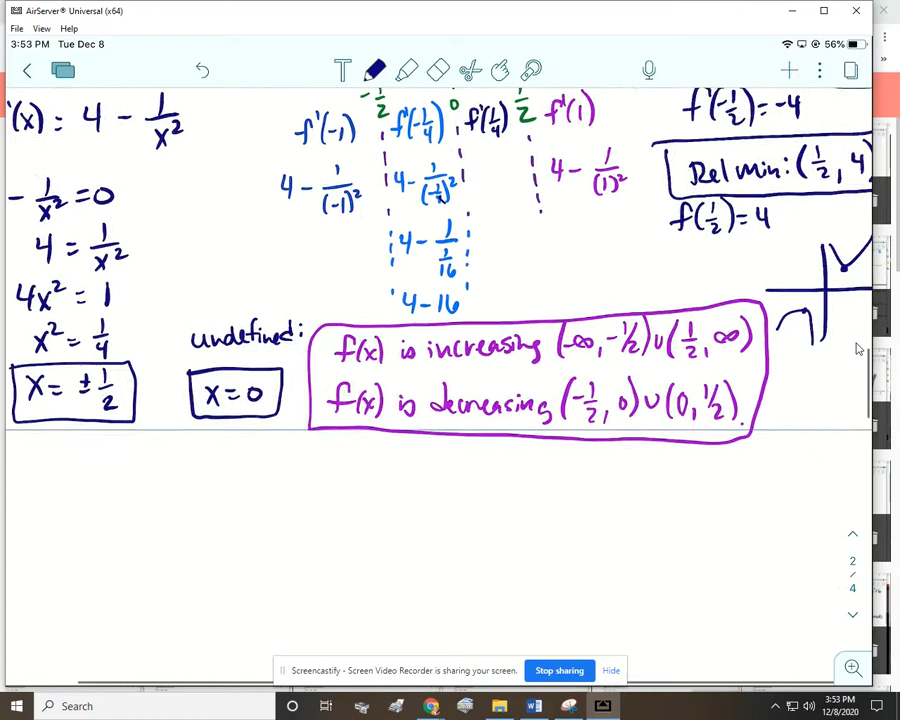 AirServer® Universal (x64)
File View Help
3:53 PM Tue Dec 8
56%
T
'(x) = 4 - 1/x²
- 1/x² = 0
4 = 1/x²
4x² = 1
x² = 1/4
x = ± 1/2
undefined:
x = 0
-1/2 0 1/2
f'(-1) f'(-1/4) f'(1/4) f'(1)
4 - 1/(-1)² 4 - 1/(-1/4)² 4 - 1/(1)²
4 - 1/(1/16)
4 - 16
f(x) is increasing (-∞, -1/2) ∪ (1/2, ∞)
f(x) is decreasing (-1/2, 0) ∪ (0, 1/2).
f'(-1/2) = -4
Rel min: (1/2, 4)
f(1/2) = 4
2
/
4
Screencastify - Screen Video Recorder is sharing your screen.
Stop sharing
Hide
Search
3:53 PM
12/8/2020